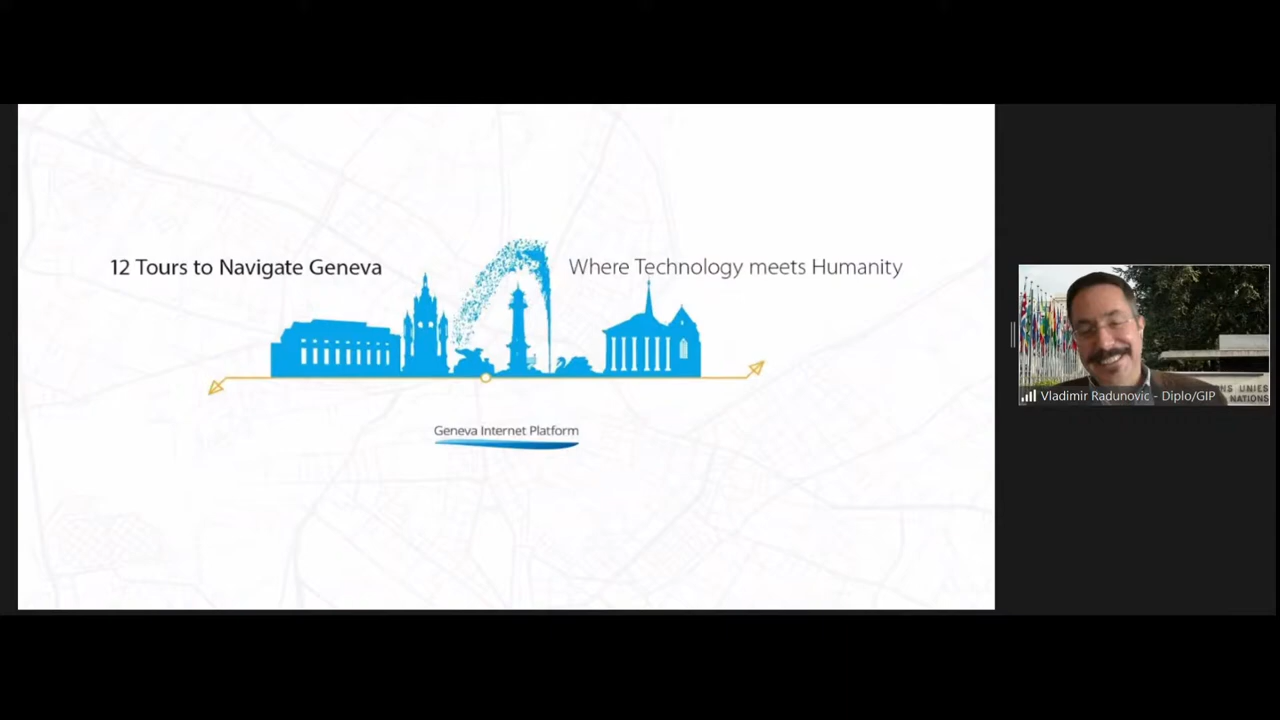 12 Tours to Navigate Geneva
Where Technology meets Humanity
Geneva Internet Platform
NS UNIES
NATIONS
Vladimir Radunovic - Diplo/GIP